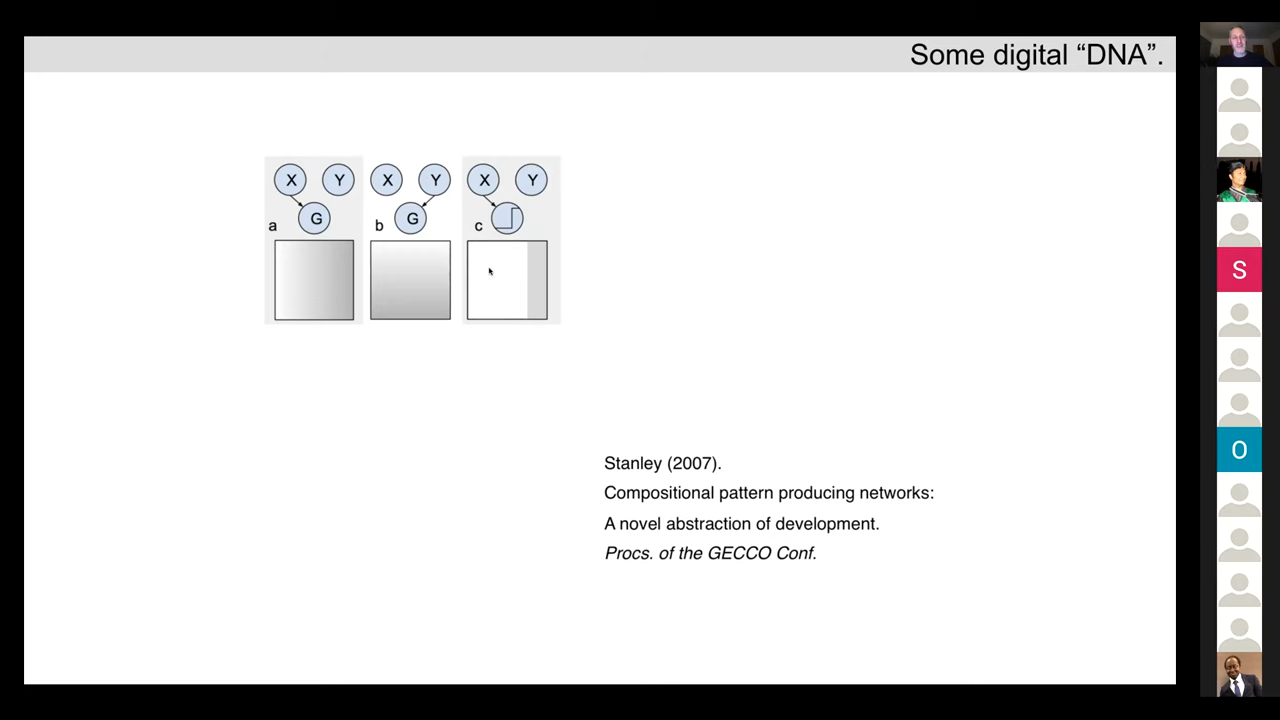 Some digital “DNA”.
X Y X Y X Y
G G
a b c
Stanley (2007).
Compositional pattern producing networks:
A novel abstraction of development.
Procs. of the GECCO Conf.
S
O